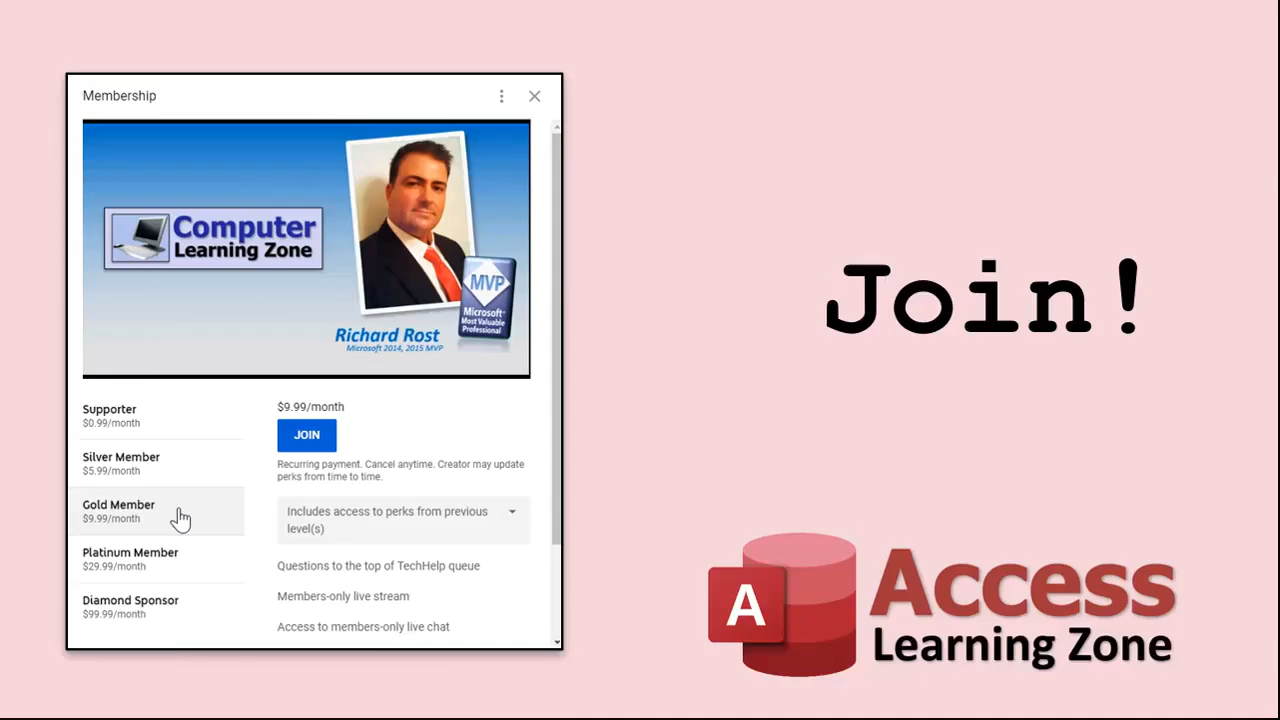 Membership
Computer
Learning Zone
MVP
Microsoft®
Most Valuable
Professional
Richard Rost
Microsoft 2014, 2015 MVP
Supporter
$0.99/month
Silver Member
$5.99/month
Gold Member
$9.99/month
Platinum Member
$29.99/month
Diamond Sponsor
$99.99/month
$9.99/month
JOIN
Recurring payment. Cancel anytime. Creator may update
perks from time to time.
Includes access to perks from previous
level(s)
Questions to the top of TechHelp queue
Members-only live stream
Access to members-only live chat
Join!
A
Access
Learning Zone